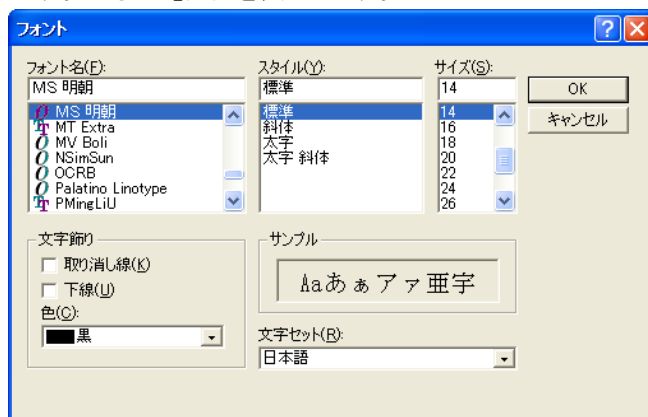 フォント
フォント名(F):
MS 明朝
MS 明朝
MT Extra
MV Boli
NSimSun
OCRB
Palatino Linotype
PMingLiU
スタイル(Y):
標準
標準
斜体
太字
太字 斜体
サイズ(S):
14
14
16
18
20
22
24
26
OK
キャンセル
文字飾り
取り消し線(K)
下線(U)
色(C):
黒
サンプル
Aaあぁアァ亜宇
文字セット(R):
日本語